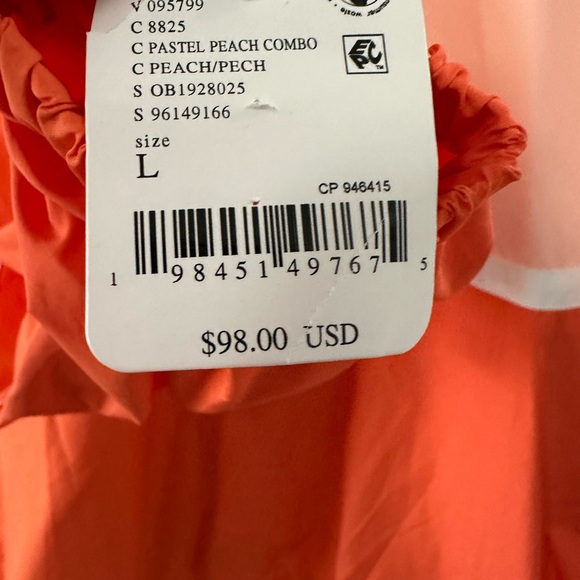 V 095799
C 8825
C PASTEL PEACH COMBO
C PEACH/PECH
S OB1928025
S 96149166
EPC™
size
L
CP 946415
1 98451 49767 5
$98.00 USD